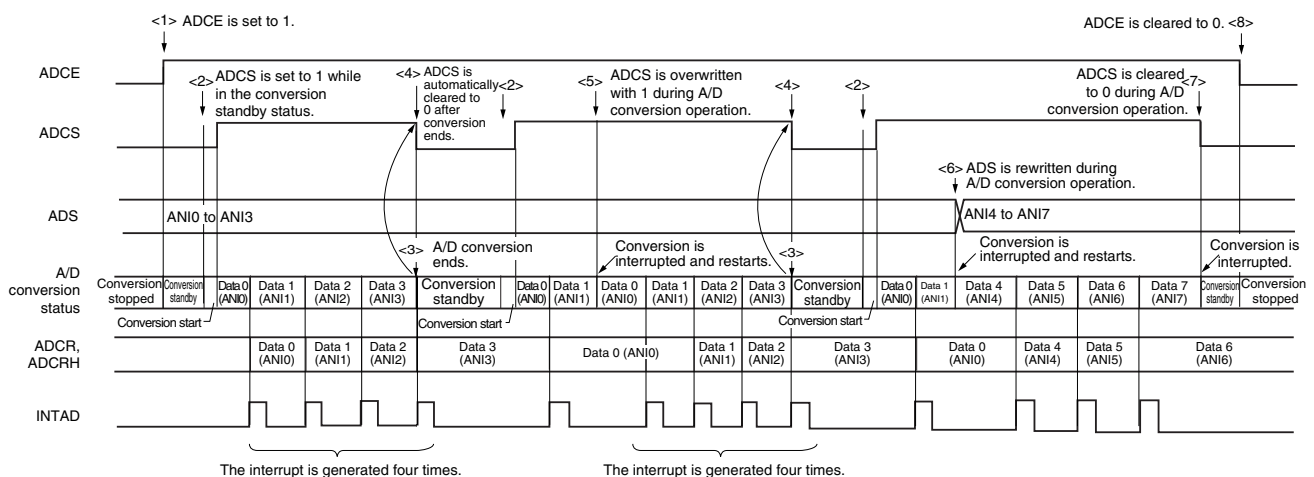 <1> ADCE is set to 1.
ADCE is cleared to 0. <8>
ADCE
<2> ADCS is set to 1 while
in the conversion
standby status.
<4> ADCS is
automatically
cleared to
0 after
conversion
ends.
<2>
<5> ADCS is overwritten
with 1 during A/D
conversion operation.
<4>
<2>
ADCS is cleared
to 0 during A/D
conversion operation.
<7>
ADCS
<6> ADS is rewritten during
A/D conversion operation.
ADS
ANI0 to ANI3
ANI4 to ANI7
<3> A/D conversion
ends.
Conversion is
interrupted and restarts.
<3>
Conversion is
interrupted and restarts.
Conversion is
interrupted.
A/D
conversion
status
Conversion
stopped
Conversion
standby
Data 0
(ANI0)
Data 1
(ANI1)
Data 2
(ANI2)
Data 3
(ANI3)
Conversion
standby
Data 0
(ANI0)
Data 1
(ANI1)
Data 0
(ANI0)
Data 1
(ANI1)
Data 2
(ANI2)
Data 3
(ANI3)
Conversion
standby
Data 0
(ANI0)
Data 1
(ANI1)
Data 4
(ANI4)
Data 5
(ANI5)
Data 6
(ANI6)
Data 7
(ANI7)
Conversion
standby
Conversion
stopped
Conversion start
Conversion start
Conversion start
ADCR,
ADCRH
Data 0
(ANI0)
Data 1
(ANI1)
Data 2
(ANI2)
Data 3
(ANI3)
Data 0 (ANI0)
Data 1
(ANI1)
Data 2
(ANI2)
Data 3
(ANI3)
Data 0
(ANI0)
Data 4
(ANI4)
Data 5
(ANI5)
Data 6
(ANI6)
INTAD
The interrupt is generated four times.
The interrupt is generated four times.